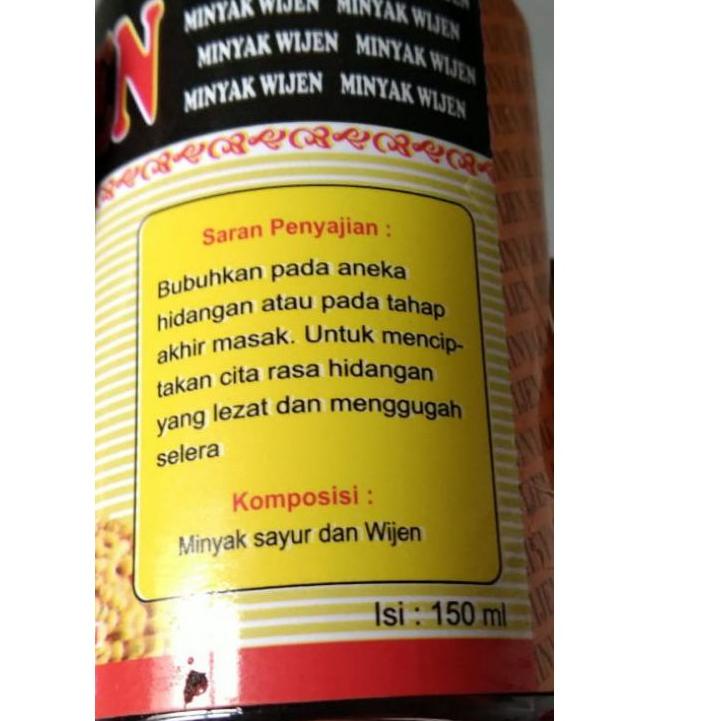 N
MINYAK WIJEN MINYAK WIJEN
MINYAK WIJEN MINYAK WIJEN
MINYAK WIJEN MINYAK WIJEN
Saran Penyajian :
Bubuhkan pada aneka
hidangan atau pada tahap
akhir masak. Untuk mencip-
takan cita rasa hidangan
yang lezat dan menggugah
selera
Komposisi :
Minyak sayur dan Wijen
Isi : 150 ml